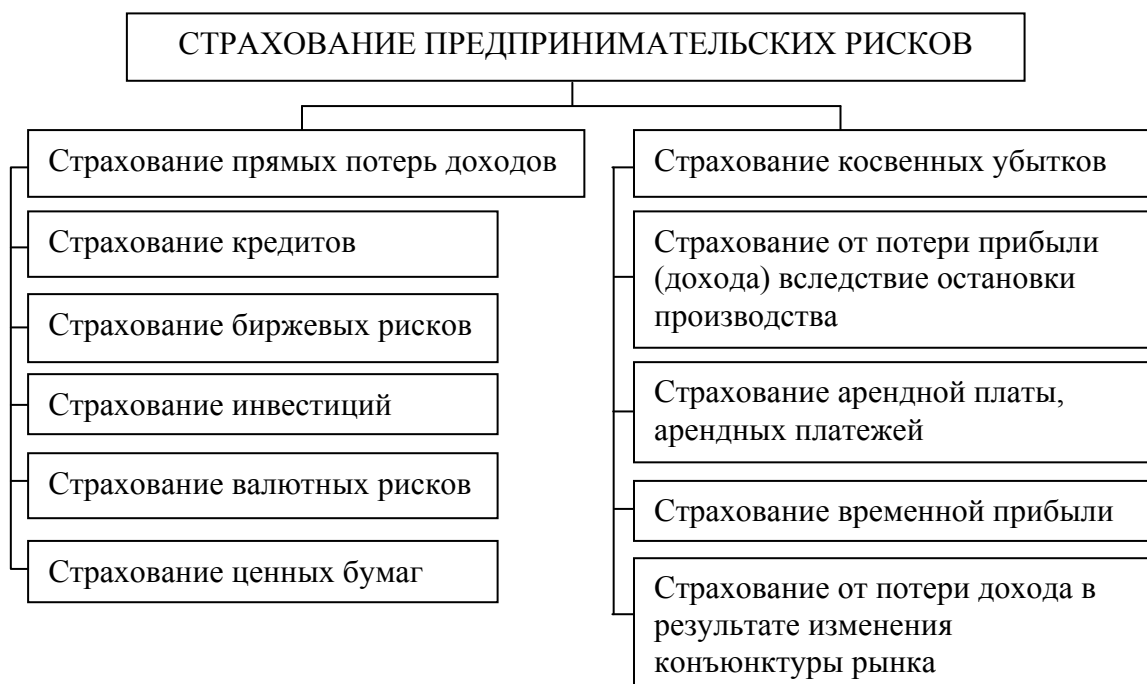 СТРАХОВАНИЕ ПРЕДПРИНИМАТЕЛЬСКИХ РИСКОВ
Страхование прямых потерь доходов
Страхование кредитов
Страхование биржевых рисков
Страхование инвестиций
Страхование валютных рисков
Страхование ценных бумаг
Страхование косвенных убытков
Страхование от потери прибыли
(дохода) вследствие остановки
производства
Страхование арендной платы,
арендных платежей
Страхование временной прибыли
Страхование от потери дохода в
результате изменения
конъюнктуры рынка